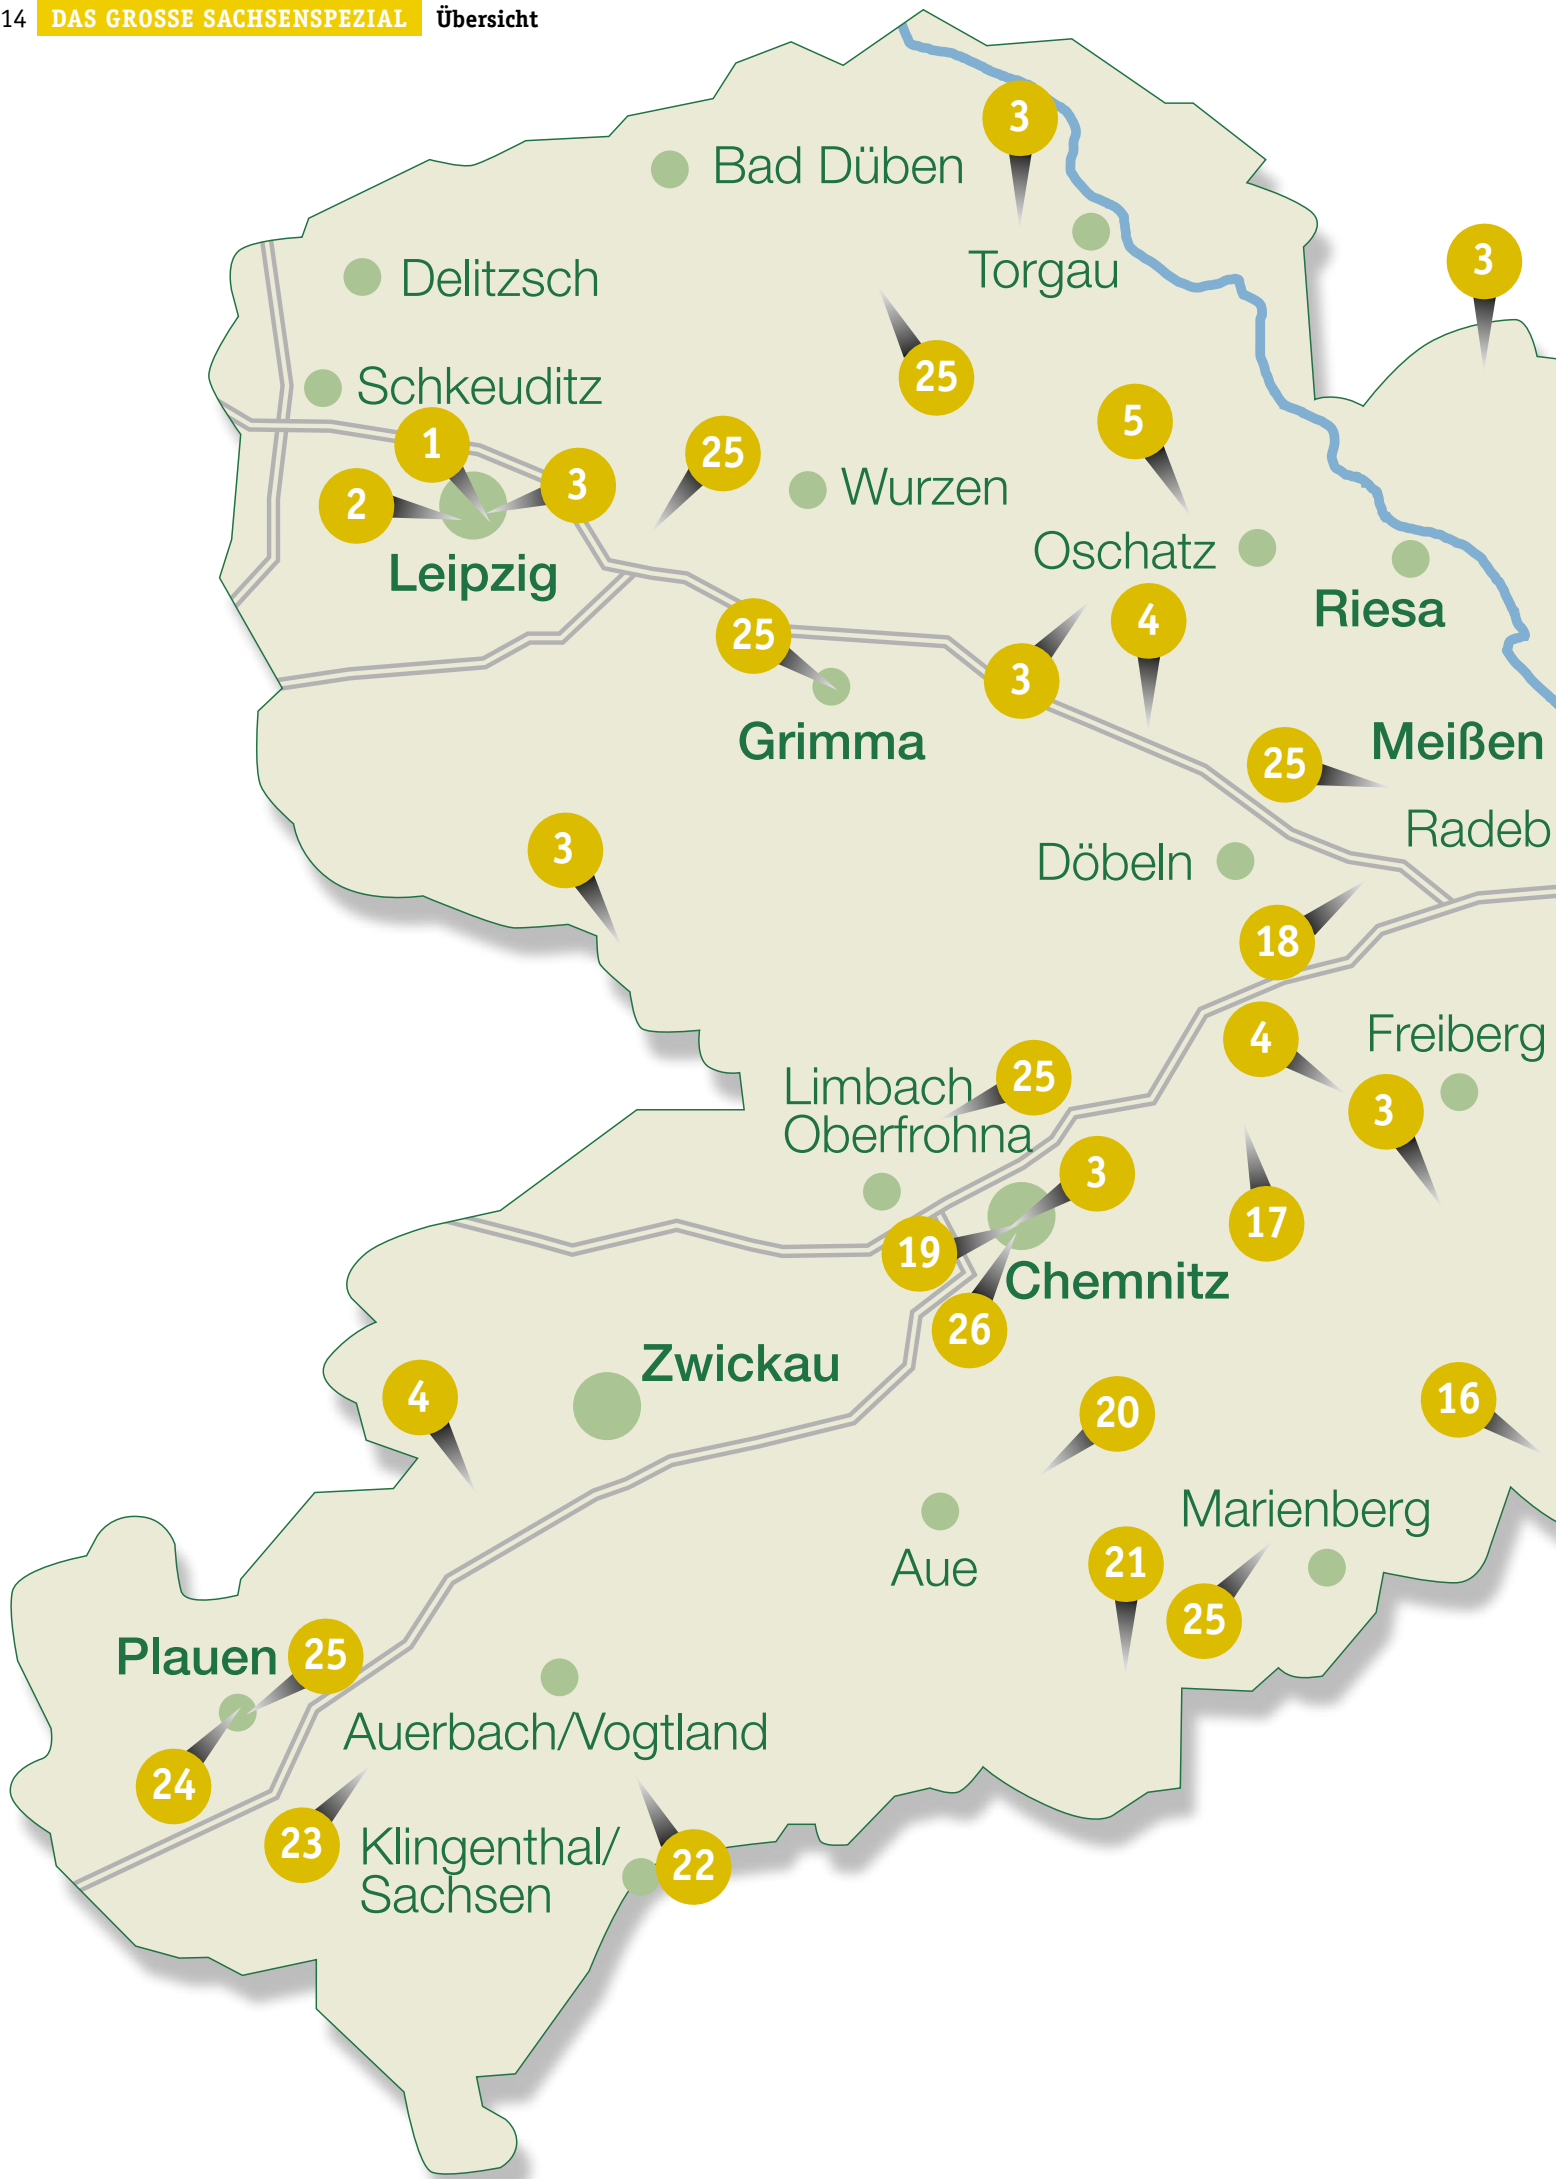 14 DAS GROSSE SACHSENSPEZIAL Übersicht
3
Bad Düben
Torgau
3
Delitzsch
25
Schkeuditz
5
1
25
3
2
Wurzen
Oschatz
Leipzig
Riesa
4
25
3
Grimma
Meißen
25
Radeb
3
Döbeln
18
4
Freiberg
25
Limbach
Oberfrohna
3
3
17
19
Chemnitz
26
Zwickau
4
20
16
Marienberg
Aue
21
25
Plauen
25
Auerbach/Vogtland
24
23
Klingenthal/
Sachsen
22